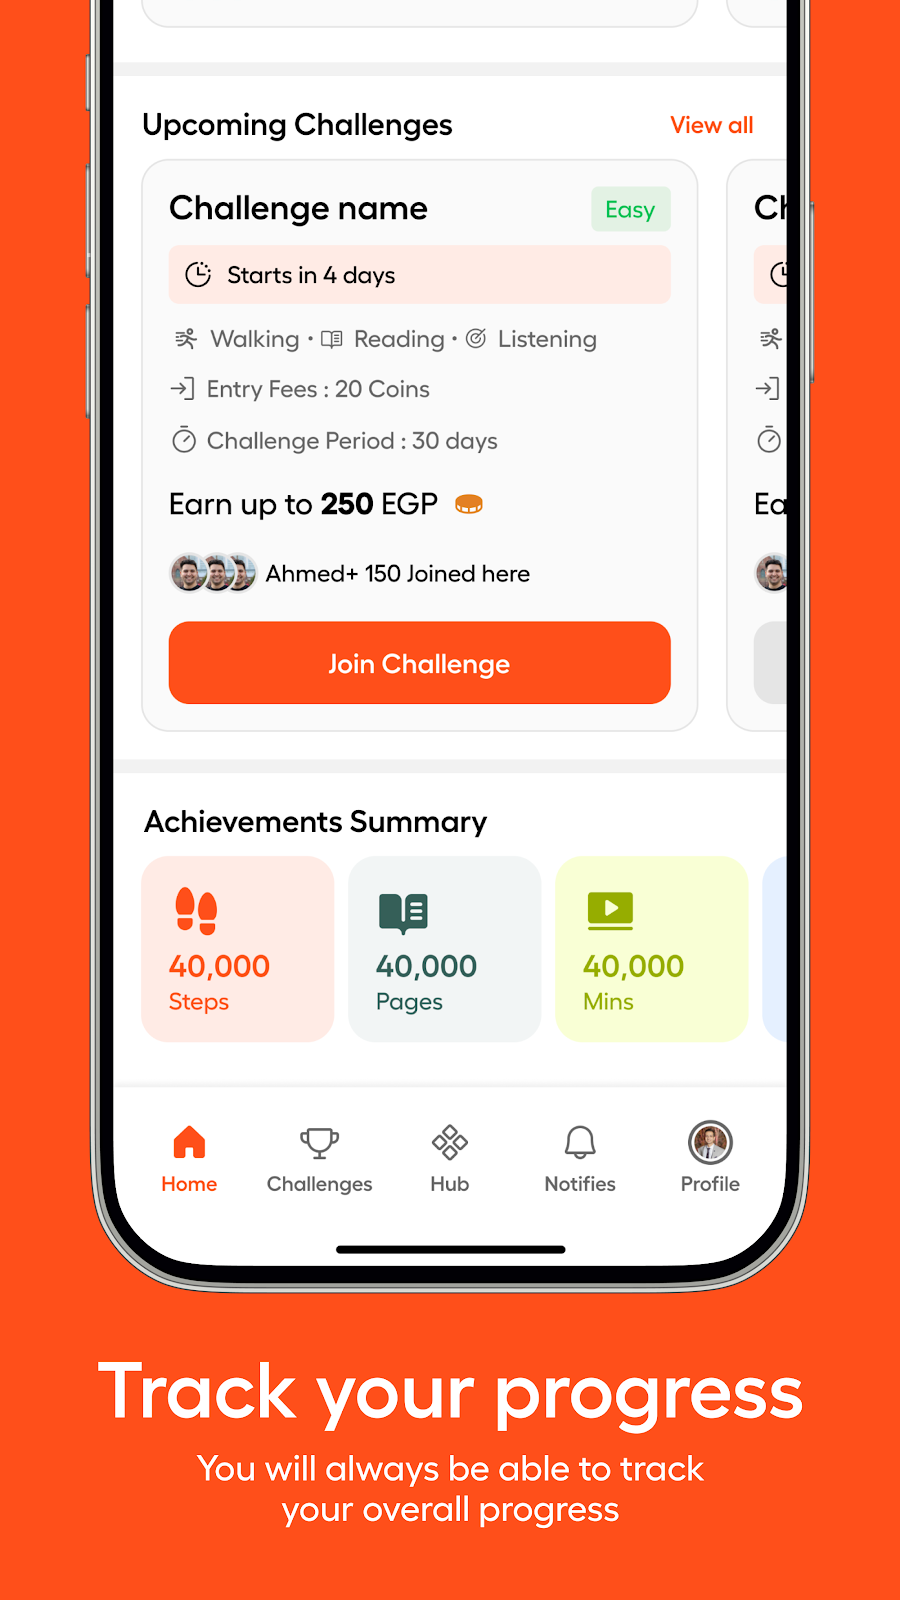 Upcoming Challenges View all
Challenge name Easy
Starts in 4 days
Walking • Reading • Listening
Entry Fees : 20 Coins
Challenge Period : 30 days
Earn up to 250 EGP
Ahmed+ 150 Joined here
Join Challenge
Achievements Summary
40,000 40,000 40,000
Steps Pages Mins
Home Challenges Hub Notifies Profile
Track your progress
You will always be able to track
your overall progress